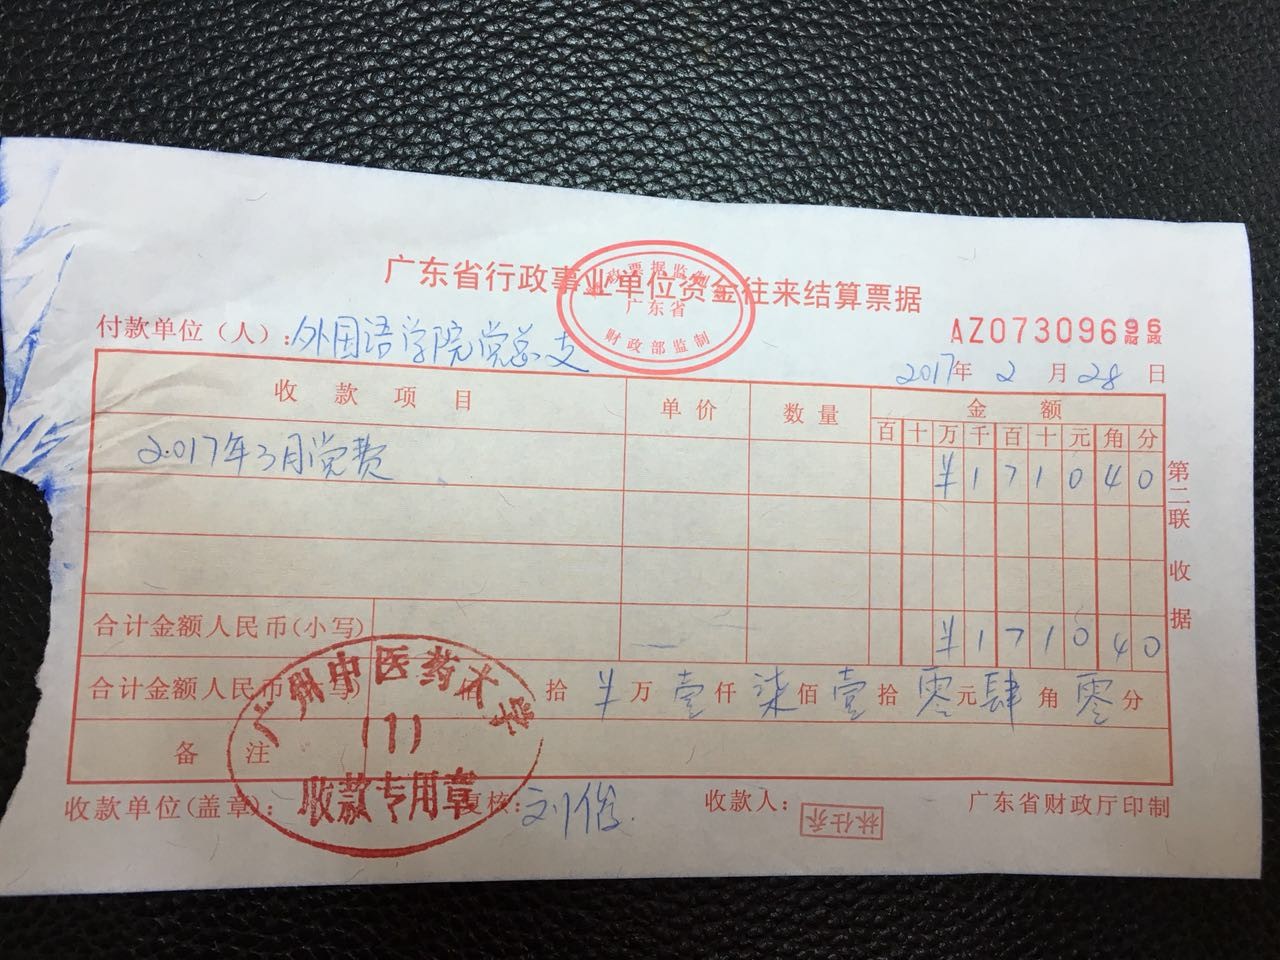 广东省行政事业单位资金往来结算票据
财政票据监制
广东省
财政部监制
AZ07309696
付款单位（人）：外国语学院党总支
2017年 2 月 28 日
收款项目 单价 数量 金额
百 十 万 千 百 十 元 角 分
2017年3月党费 ¥ 1 7 1 0 4 0
第二联 收据
合计金额人民币(小写) ¥ 1 7 1 0 4 0
合计金额人民币 写) 佰 拾 ¥ 万 壹 仟 柒 佰 壹 拾 零 元 肆 角 零 分
备注
广州中医药大学
(1)
收款专用章
收款单位(盖章)： 复核：刘俊 收款人： 广东省财政厅印制